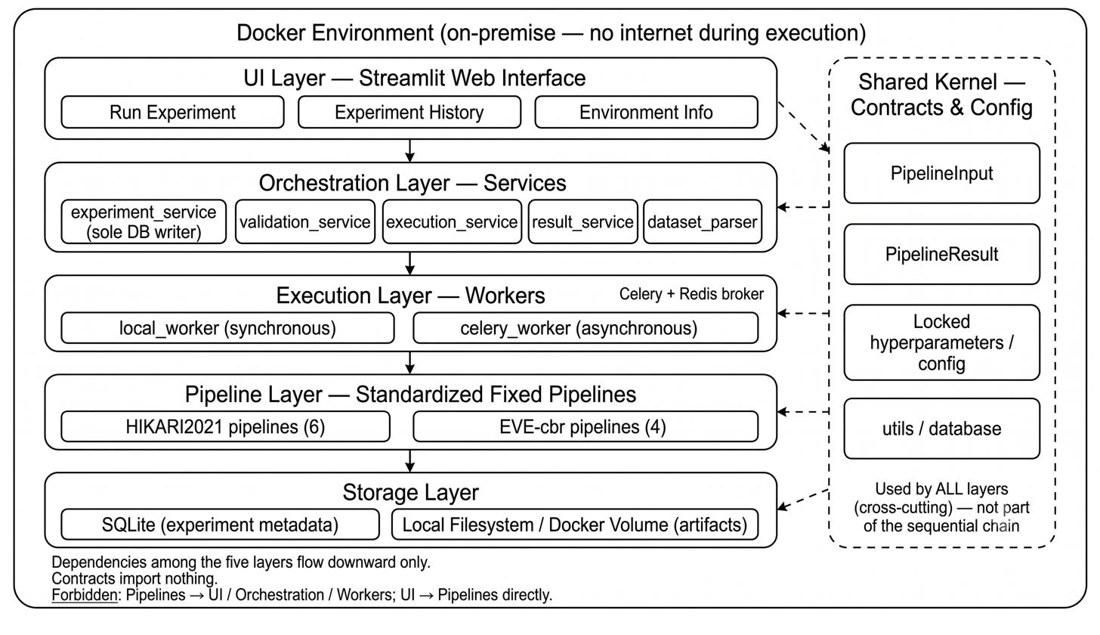 Docker Environment (on-premise — no internet during execution)
UI Layer — Streamlit Web Interface
Run Experiment
Experiment History
Environment Info
Orchestration Layer — Services
experiment_service
(sole DB writer)
validation_service
execution_service
result_service
dataset_parser
Execution Layer — Workers
Celery + Redis broker
local_worker (synchronous)
celery_worker (asynchronous)
Pipeline Layer — Standardized Fixed Pipelines
HIKARI2021 pipelines (6)
EVE-cbr pipelines (4)
Storage Layer
SQLite (experiment metadata)
Local Filesystem / Docker Volume (artifacts)
Shared Kernel —
Contracts & Config
PipelineInput
PipelineResult
Locked
hyperparameters /
config
utils / database
Used by ALL layers
(cross-cutting) — not part
of the sequential chain
Dependencies among the five layers flow downward only.
Contracts import nothing.
Forbidden: Pipelines → UI / Orchestration / Workers; UI → Pipelines directly.